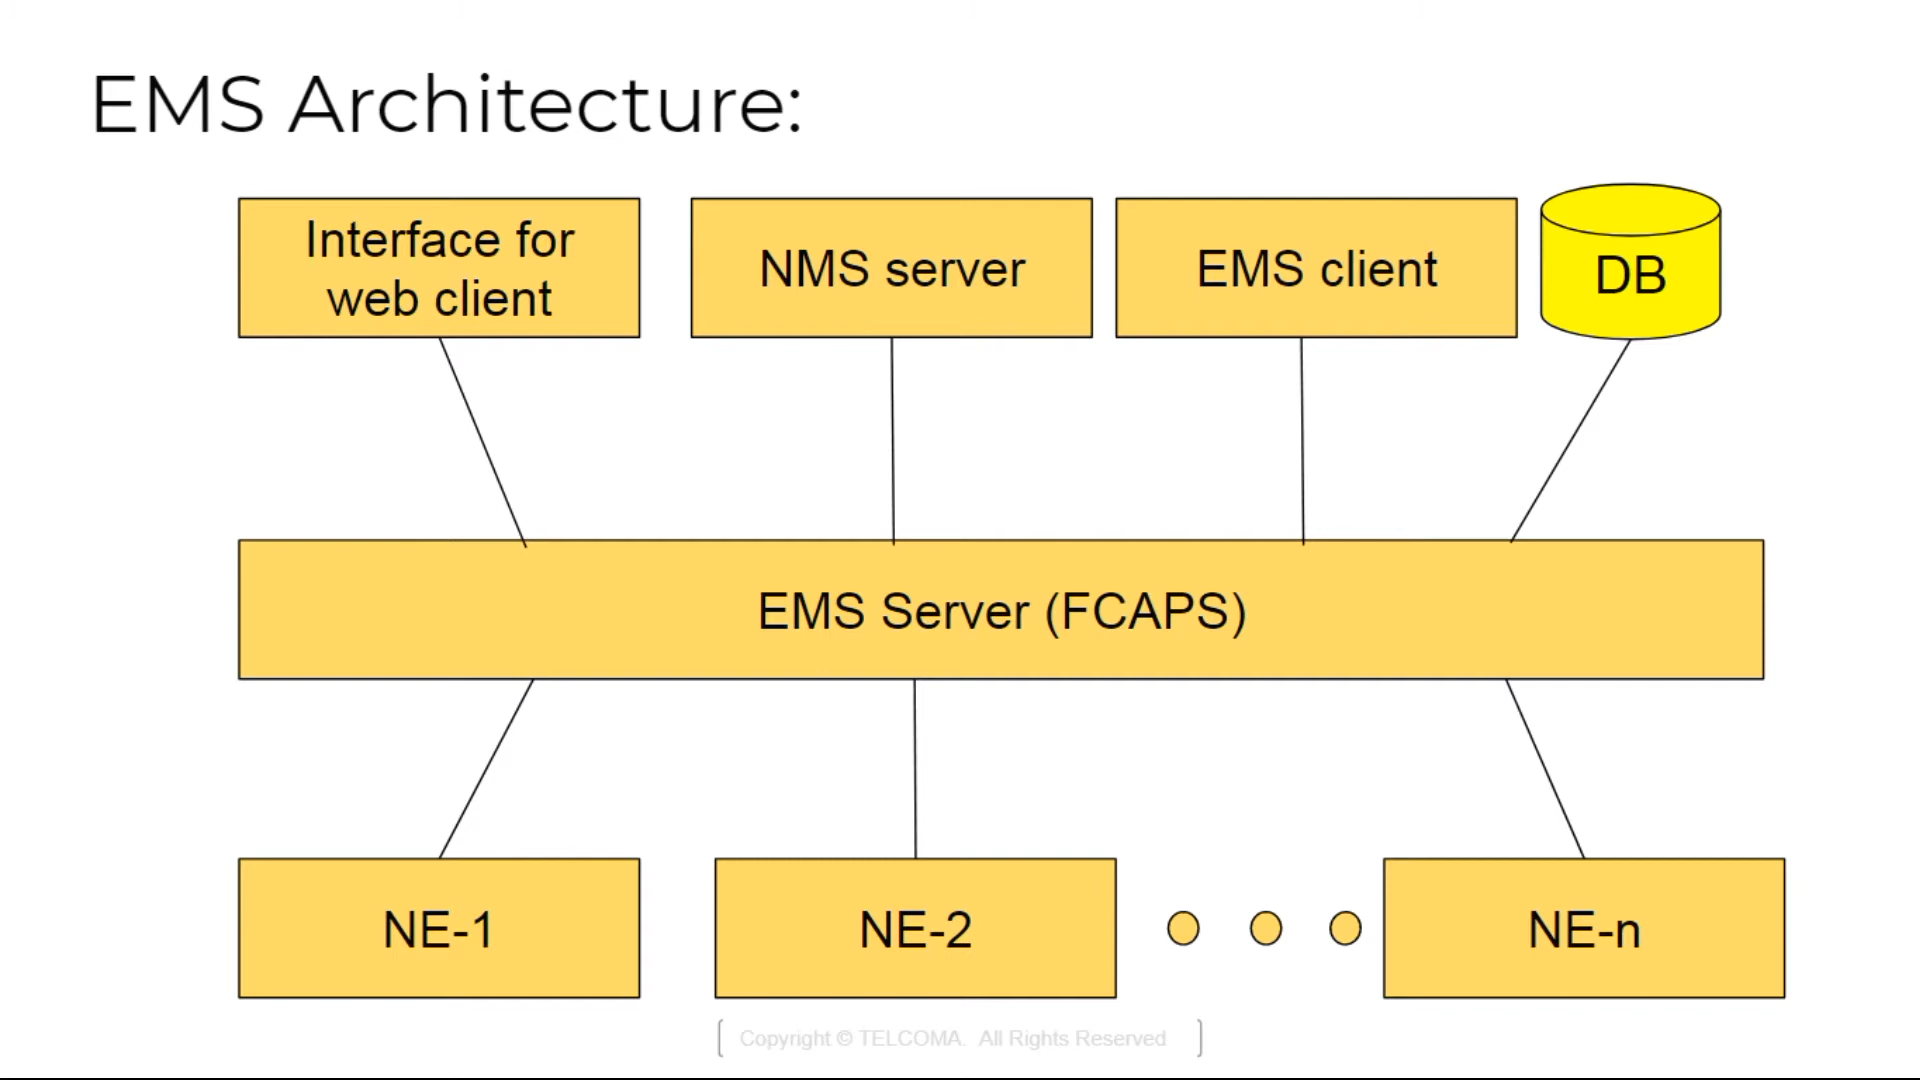 EMS Architecture:
Interface for
web client
NMS server
EMS client
DB
EMS Server (FCAPS)
NE-1
NE-2
NE-n
Copyright © TELCOMA. All Rights Reserved